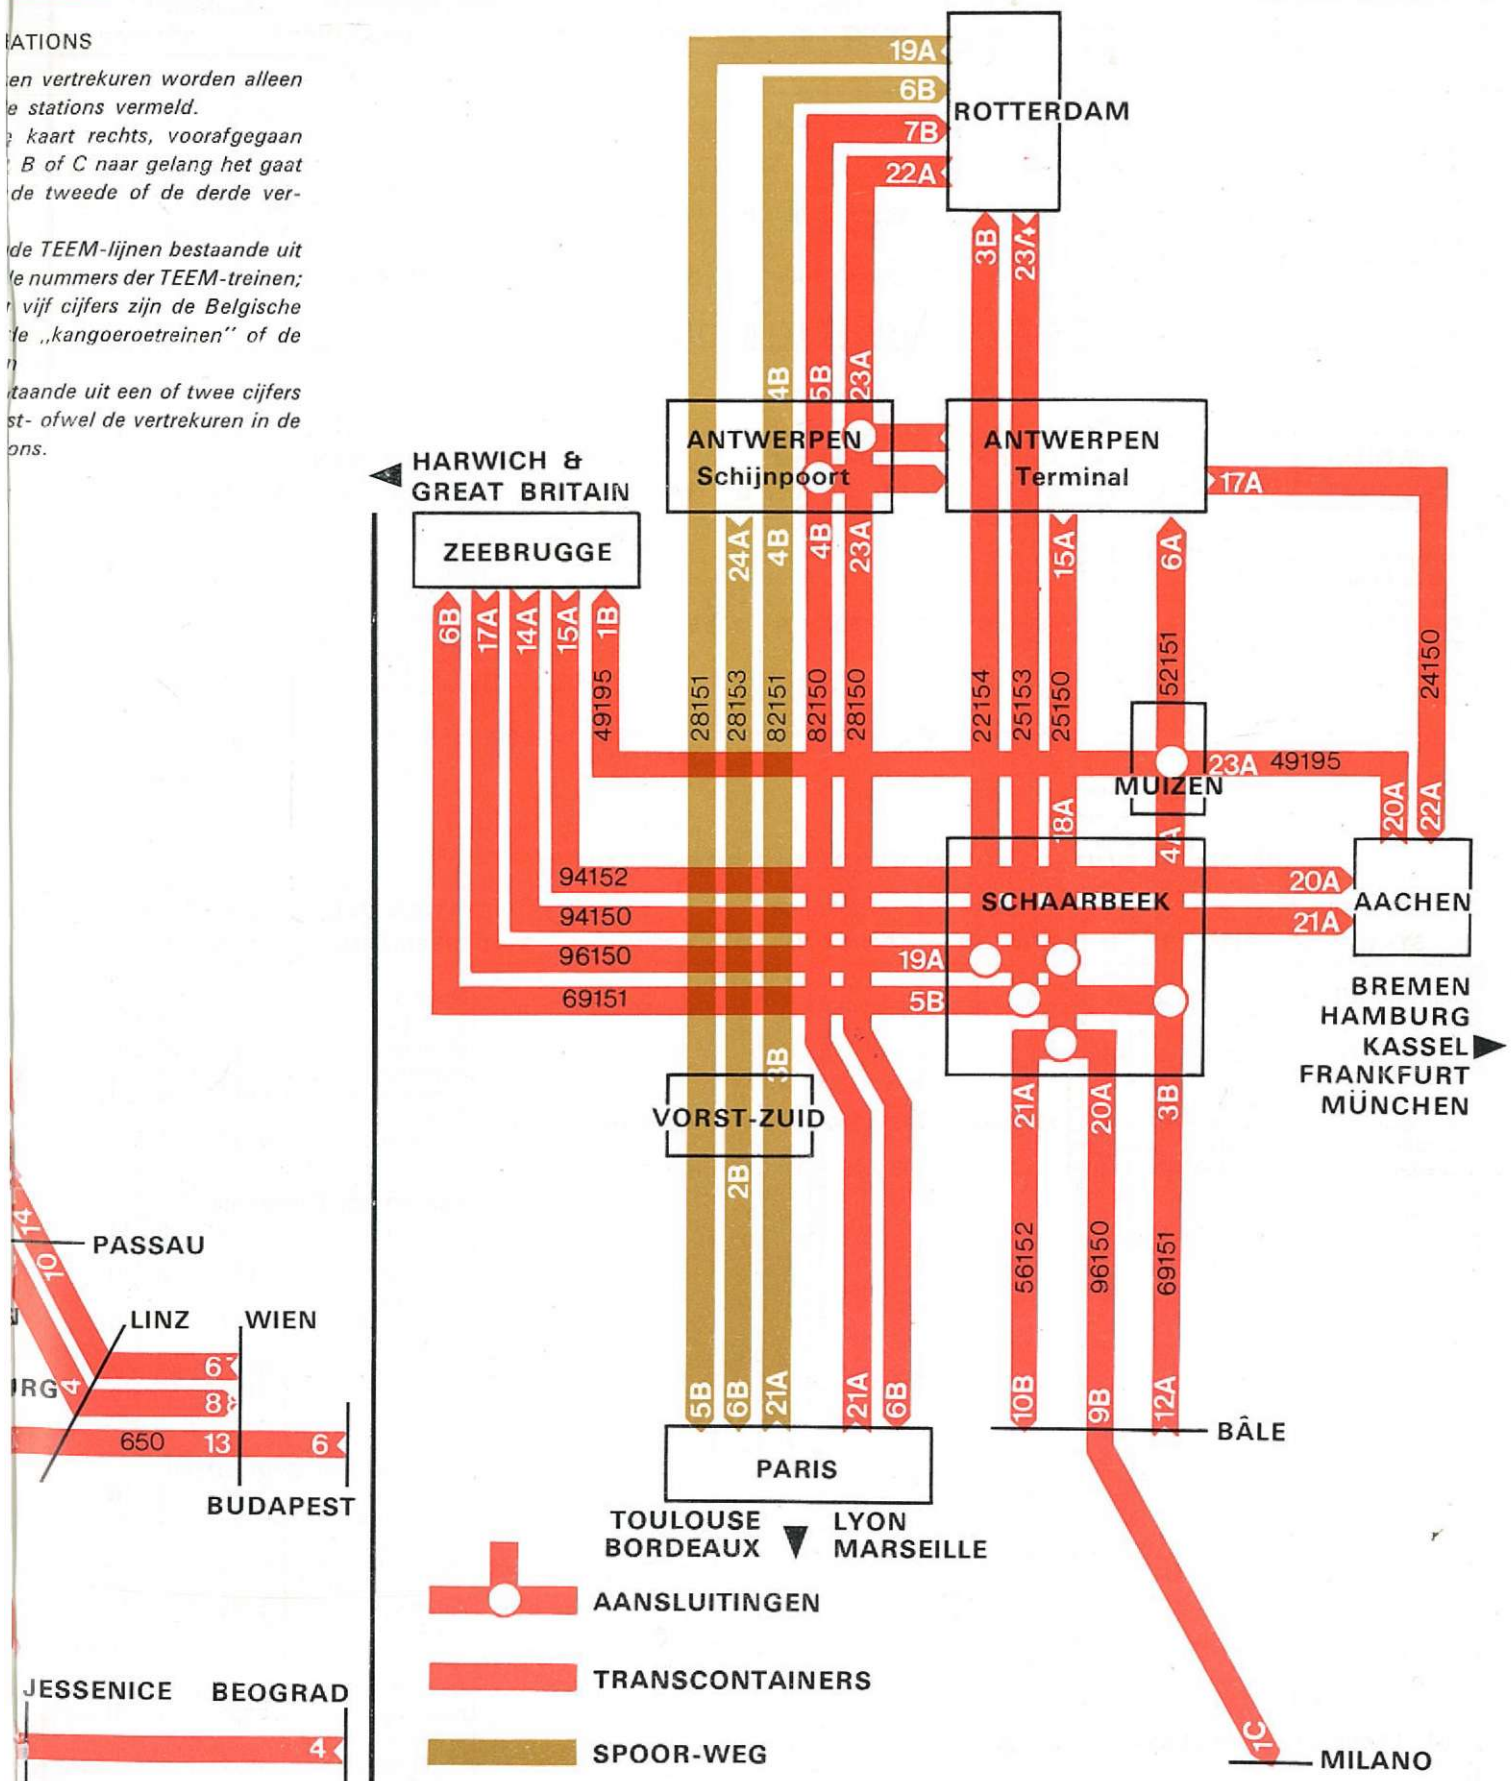 ATIONS
en vertrekuren worden alleen
e stations vermeld.
kaart rechts, voorafgegaan
B of C naar gelang het gaat
de tweede of de derde ver-
de TEEM-lijnen bestaande uit
le nummers der TEEM-treinen;
vijf cijfers zijn de Belgische
de „kangoeroetreinen" of de
n
taande uit een of twee cijfers
st- ofwel de vertrekuren in de
ons.
19A
6B
7B
22A
ROTTERDAM
3B
23A
4B
5B
23A
ANTWERPEN
Schijnpoort
ANTWERPEN
Terminal
17A
HARWICH &
GREAT BRITAIN
ZEEBRUGGE
24A
4B
4B
23A
15A
6A
6B
17A
14A
15A
1B
49195
28151
28153
82151
82150
28150
22154
25153
25150
52151
24150
MUIZEN
23A
49195
20A
22A
18A
4A
94152
20A
94150
21A
SCHAARBEEK
AACHEN
96150
19A
69151
5B
BREMEN
HAMBURG
KASSEL
FRANKFURT
MÜNCHEN
3B
VORST-ZUID
2B
21A
20A
3B
56152
96150
69151
14
10
PASSAU
LINZ
WIEN
6
URG
4
8
650
13
6
BUDAPEST
5B
6B
21A
21A
6B
10B
9B
12A
BÂLE
PARIS
TOULOUSE
BORDEAUX
LYON
MARSEILLE
AANSLUITINGEN
TRANSCONTAINERS
SPOOR-WEG
JESSENICE
BEOGRAD
4
1C
MILANO